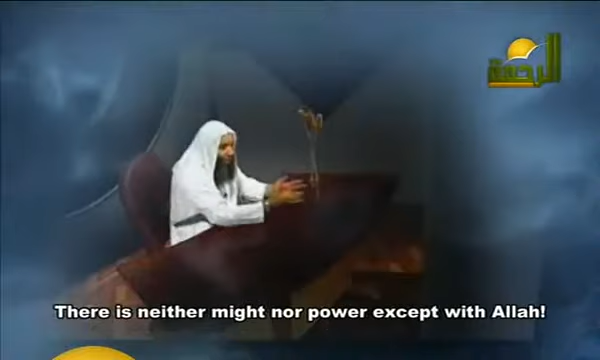 الرحمة
There is neither might nor power except with Allah!